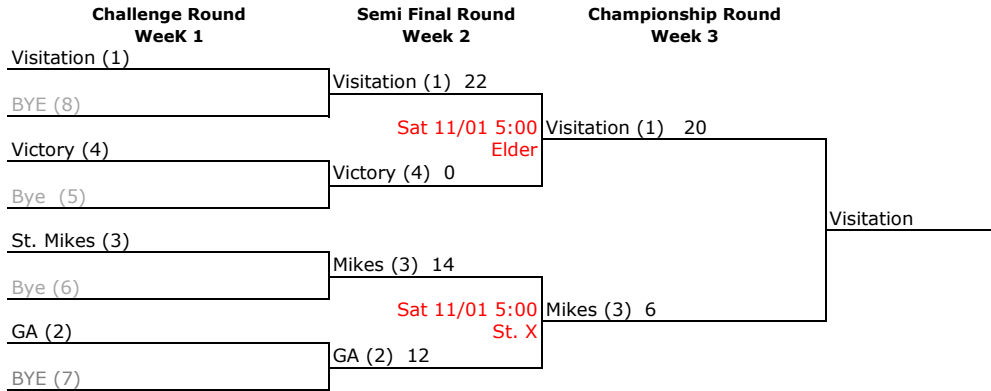 Challenge Round
WeeK 1
Semi Final Round
Week 2
Championship Round
Week 3
Visitation (1)
BYE (8)
Victory (4)
Bye (5)
St. Mikes (3)
Bye (6)
GA (2)
BYE (7)
Visitation (1) 22
Sat 11/01 5:00
Elder
Victory (4) 0
Mikes (3) 14
Sat 11/01 5:00
St. X
GA (2) 12
Visitation (1) 20
Mikes (3) 6
Visitation